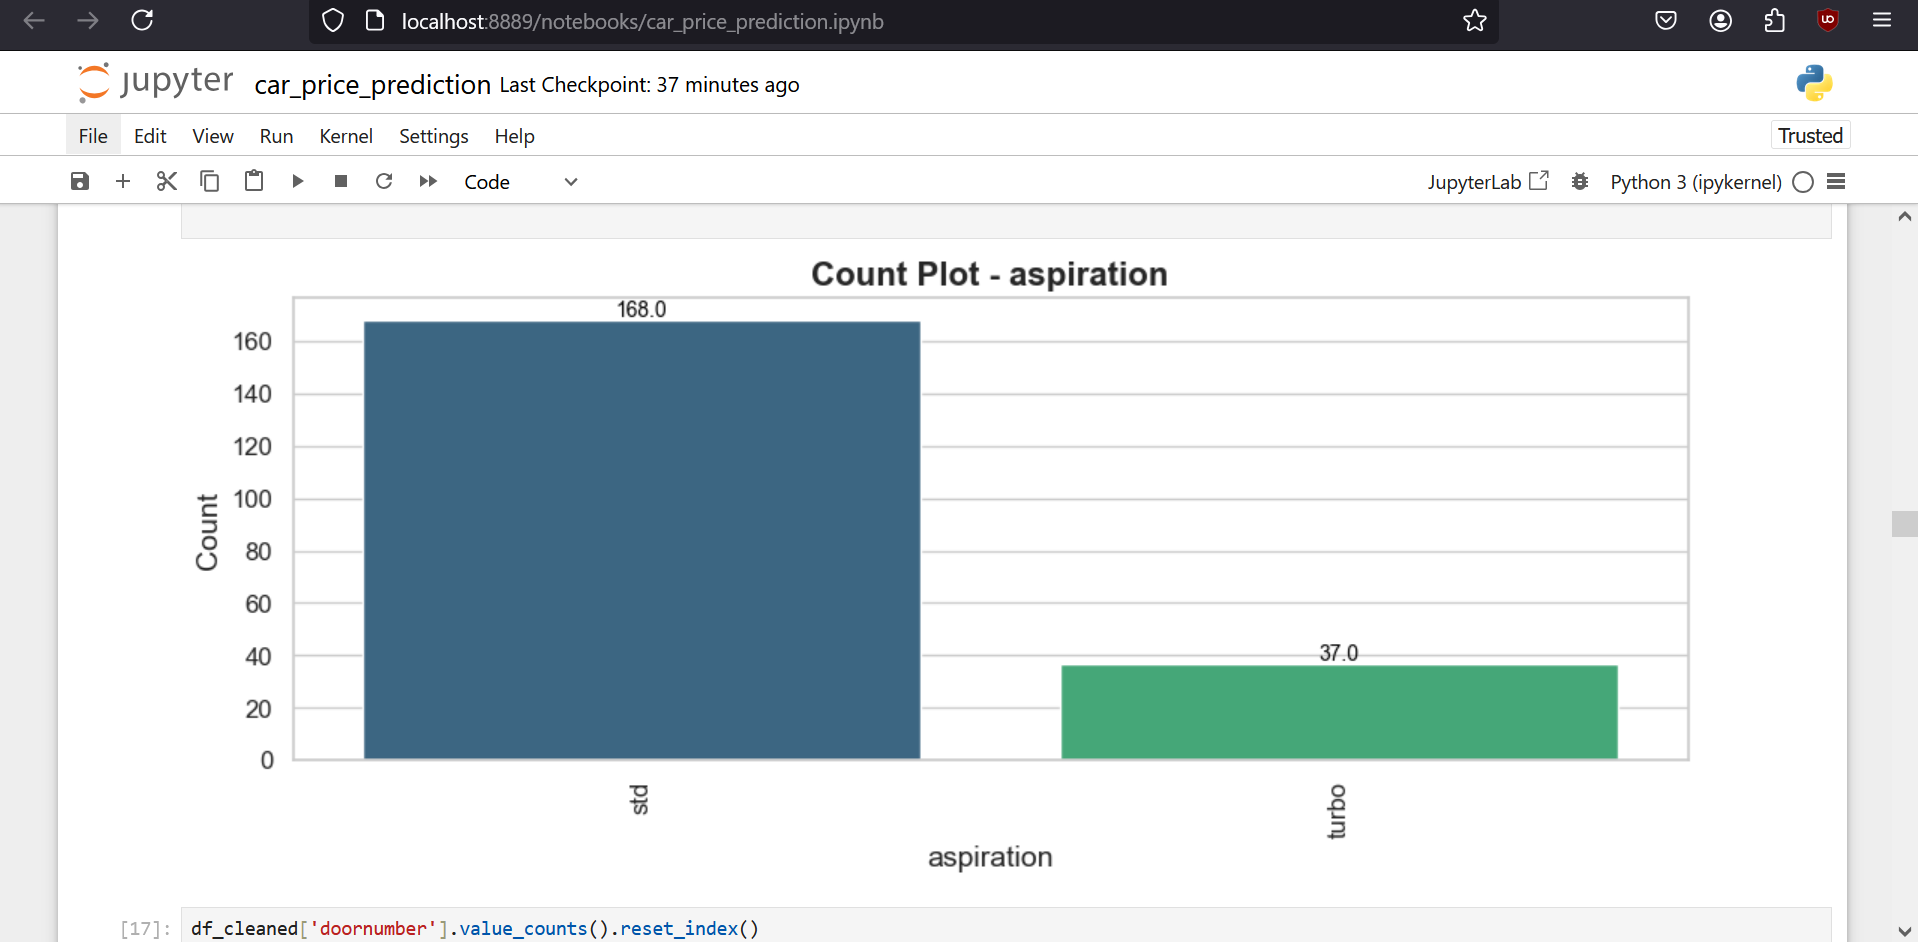 localhost:8889/notebooks/car_price_prediction.ipynb
jupyter car_price_prediction Last Checkpoint: 37 minutes ago
File Edit View Run Kernel Settings Help Trusted
Code JupyterLab Python 3 (ipykernel)
Count Plot - aspiration
168.0
160
140
120
100
80
60
40
20
0
Count
37.0
std
turbo
aspiration
[17]: df_cleaned['doornumber'].value_counts().reset_index()